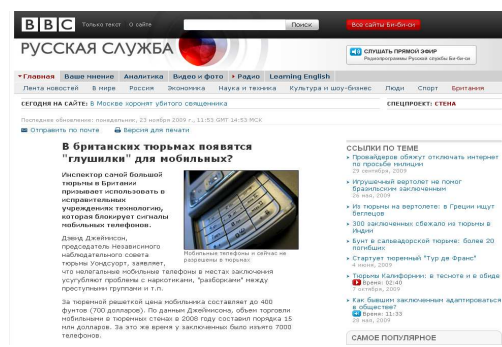 BBC
Только текст О сайте
Поиск
Все сайты Би-би-си
РУССКАЯ СЛУЖБА
СЛУШАТЬ ПРЯМОЙ ЭФИР
Радиопрограммы Русской службы Би-би-си
Главная Ваше мнение Аналитика Видео и фото Радио Learning English
Лента новостей В мире Россия Экономика Наука и техника Культура и шоу-бизнес Люди Спорт Британия
СЕГОДНЯ НА САЙТЕ: В Москве хоронят убитого священника
СПЕЦПРОЕКТ: СТЕНА
Последнее обновление: понедельник, 23 ноября 2009 г., 11:53 GMT 14:53 MCK
Отправить по почте Версия для печати
В британских тюрьмах появятся
"глушилки" для мобильных?
Инспектор самой большой
тюрьмы в Британии
призывает использовать в
исправительных
учреждениях технологию,
которая блокирует сигналы
мобильных телефонов.
Дэвид Джеймисон,
председатель Независимого
наблюдательного совета
тюрьмы Уондсуорт, заявляет,
что нелегальные мобильные телефоны в местах заключения
усугубляют проблемы с наркотиками, "разборками" между
преступными группами и т.п.
Мобильные телефоны и сейчас не
разрешены в тюрьмах
За тюремной решеткой цена мобильника составляет до 400
фунтов (700 долларов). По данным Джеймисона, объем торговли
мобильными в тюремных стенах в 2008 году составил порядка 15
млн долларов. За это же время у заключенных было изъято 7000
телефонов.
ССЫЛКИ ПО ТЕМЕ
Провайдеров обяжут отключать интернет
по просьбе милиции
29 сентября, 2009
Игрушечный вертолет не помог
бразильским заключенным
26 мая, 2009
Из тюрьмы на вертолете: в Греции ищут
беглецов
300 заключенных сбежало из тюрьмы в
Индии
Бунт в сальвадорской тюрьме: более 20
погибших
Стартует тюремный "Тур де Франс"
4 июня, 2009
Тюрьмы Калифорнии: в тесноте и в обиде
Время: 02:40
7 октября, 2009
Как бывшим заключенным адаптироваться
в обществе?
Время: 11:33
29 мая, 2009
САМОЕ ПОПУЛЯРНОЕ